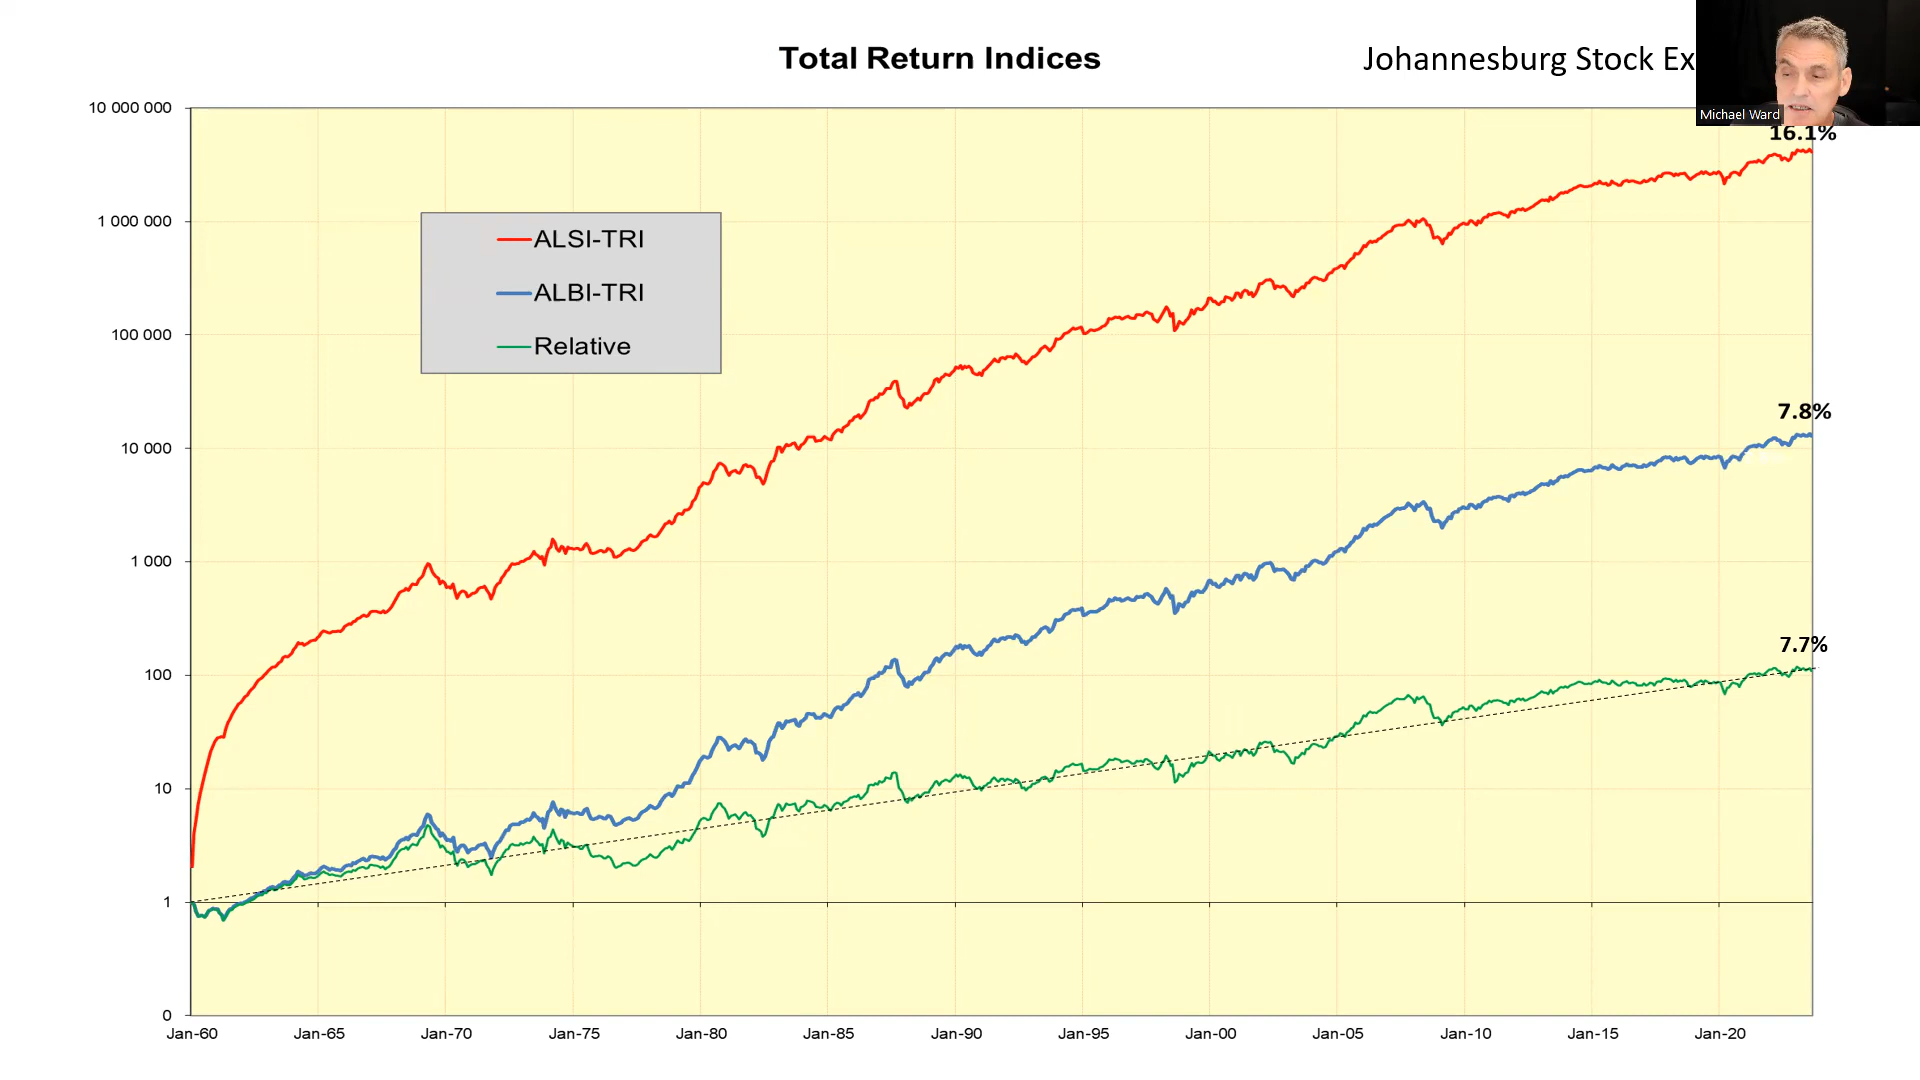 Total Return Indices
Johannesburg Stock Ex
Michael Ward
10 000 000
1 000 000
100 000
10 000
1 000
100
10
1
0
ALSI-TRI
ALBI-TRI
Relative
16.1%
7.8%
7.7%
Jan-60 Jan-65 Jan-70 Jan-75 Jan-80 Jan-85 Jan-90 Jan-95 Jan-00 Jan-05 Jan-10 Jan-15 Jan-20